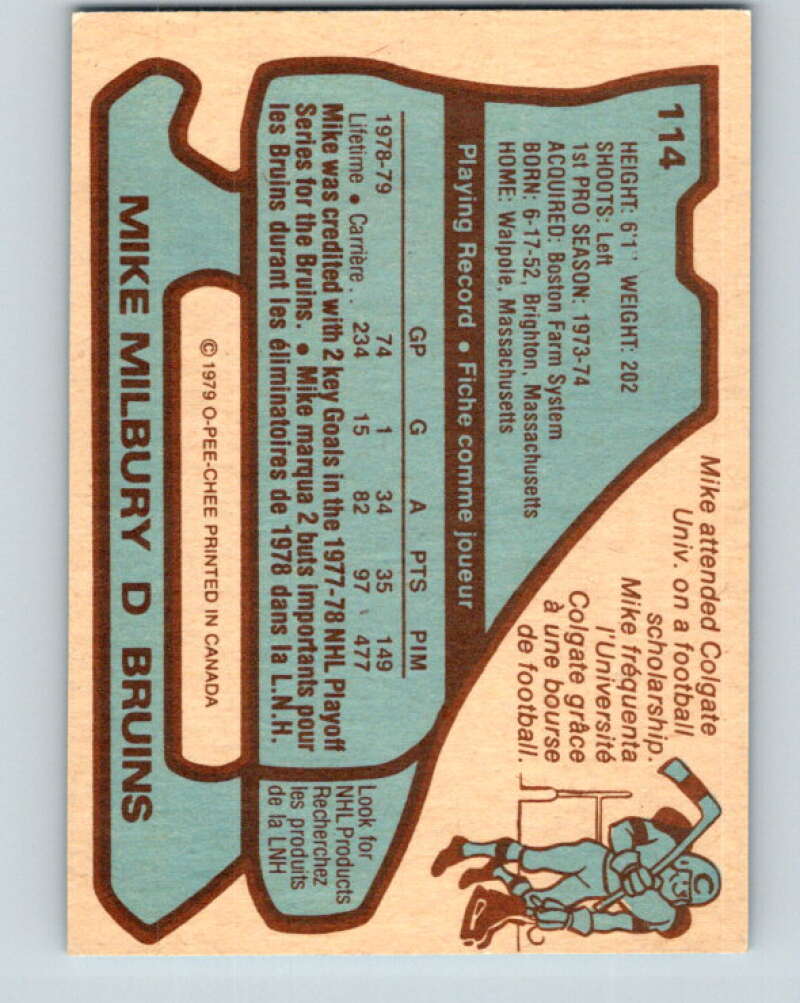 114
HEIGHT: 6'1" WEIGHT: 202
SHOOTS: Left
1st PRO SEASON: 1973-74
ACQUIRED: Boston Farm System
BORN: 6-17-52, Brighton, Massachusetts
HOME: Walpole, Massachusetts
Mike attended Colgate
Univ. on a football
scholarship.
Mike fréquenta
l'Université
Colgate grâce
à une bourse
de football.
Playing Record • Fiche comme joueur
GP G A PTS PIM
1978-79 74 1 34 35 149
Lifetime • Carrière . . 234 15 82 97 477
Mike was credited with 2 key Goals in the 1977-78 NHL Playoff
Series for the Bruins. • Mike marqua 2 buts importants pour
les Bruins durant les éliminatoires de 1978 dans la L.N.H.
Look for
NHL Products
Recherchez
les produits
de la LNH
© 1979 O-PEE-CHEE PRINTED IN CANADA
MIKE MILBURY D BRUINS